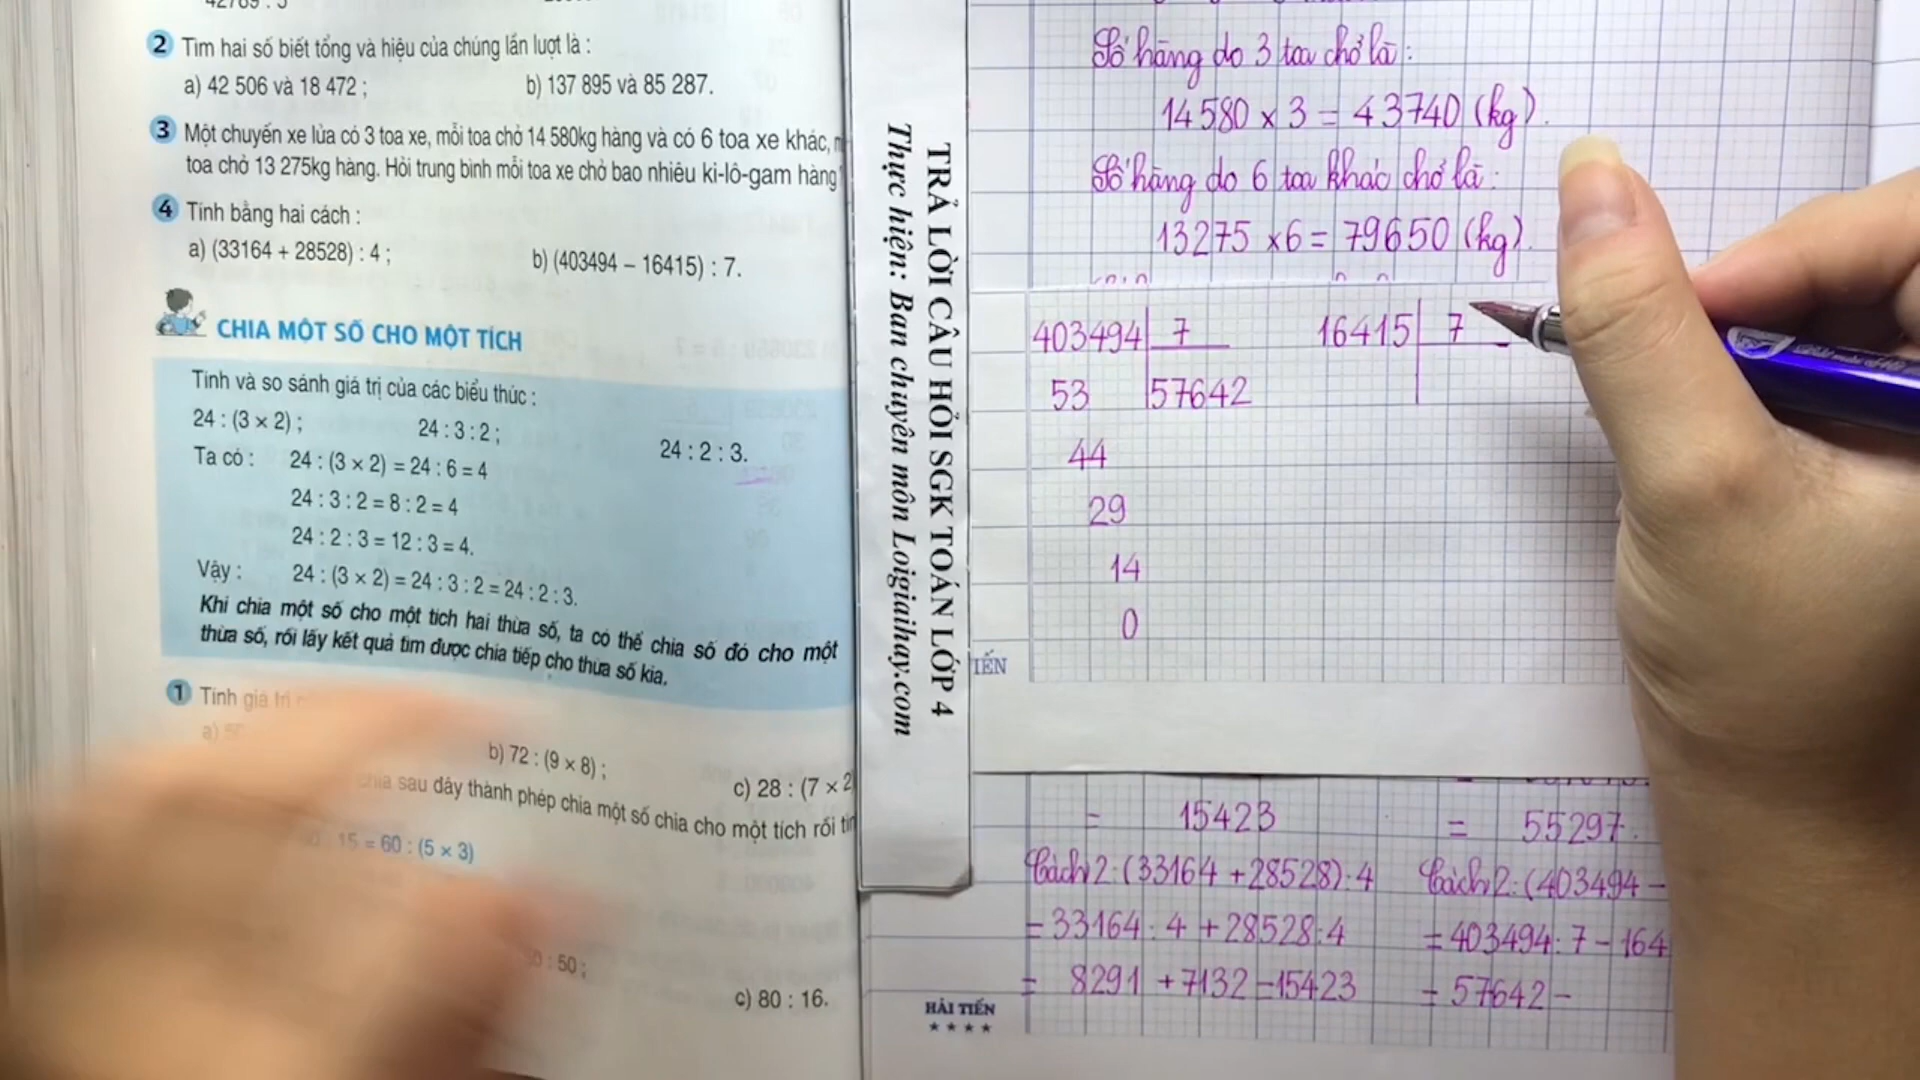 42789 : 5
2 Tìm hai số biết tổng và hiệu của chúng lần lượt là :
a) 42 506 và 18 472 ;
b) 137 895 và 85 287.
3 Một chuyến xe lửa có 3 toa xe, mỗi toa chở 14 580kg hàng và có 6 toa xe khác,
toa chở 13 275kg hàng. Hỏi trung bình mỗi toa xe chở bao nhiêu ki-lô-gam hàng
4 Tính bằng hai cách :
a) (33164 + 28528) : 4 ;
b) (403494 – 16415) : 7.
CHIA MỘT SỐ CHO MỘT TÍCH
Tính và so sánh giá trị của các biểu thức :
24 : (3 × 2) ;
24 : 3 : 2 ;
24 : 2 : 3.
Ta có : 24 : (3 × 2) = 24 : 6 = 4
24 : 3 : 2 = 8 : 2 = 4
24 : 2 : 3 = 12 : 3 = 4.
Vậy : 24 : (3 × 2) = 24 : 3 : 2 = 24 : 2 : 3.
Khi chia một số cho một tích hai thừa số, ta có thể chia số đó cho một
thừa số, rồi lấy kết quả tìm được chia tiếp cho thừa số kia.
1 Tính giá trị
b) 72 : (9 × 8) ;
c) 28 : (7 × 2
chia sau đây thành phép chia một số chia cho một tích rồi
15 = 60 : (5 × 3)
: 50 ;
c) 80 : 16.
TRẢ LỜI CÂU HỎI SGK TOÁN LỚP 4
Thực hiện: Ban chuyên môn Loigiaihay.com
Số hàng do 3 toa chở là :
14580 × 3 = 43740 (kg).
Số hàng do 6 toa khác chở là :
13275 × 6 = 79650 (kg).
403494 7
53 57642
44
29
14
0
16415 7
TIẾN
= 15423
= 55297.
Cách 2 : (33164 + 28528) : 4
Cách 2 : (403494 –
= 33164 : 4 + 28528 : 4
= 403494 : 7 – 164
= 8291 + 7132 = 15423
= 57642 –
HẢI TIẾN
★ ★ ★ ★